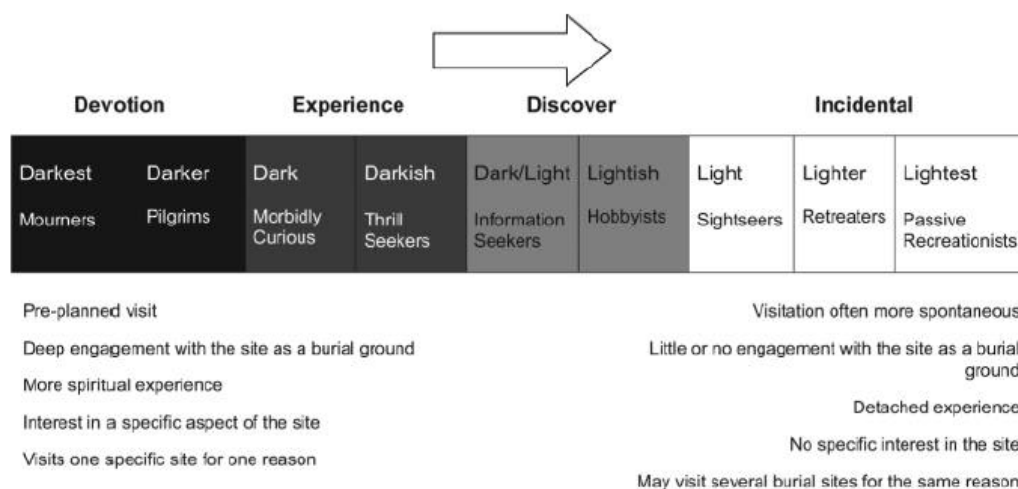 Devotion Experience Discover Incidental
Darkest Darker Dark Darkish Dark/Light Lightish Light Lighter Lightest
Mourners Pilgrims Morbidly Curious Thrill Seekers Information Seekers Hobbyists Sightseers Retreaters Passive Recreationists
Pre-planned visit
Deep engagement with the site as a burial ground
More spiritual experience
Interest in a specific aspect of the site
Visits one specific site for one reason
Visitation often more spontaneous
Little or no engagement with the site as a burial
ground
Detached experience
No specific interest in the site
May visit several burial sites for the same reason